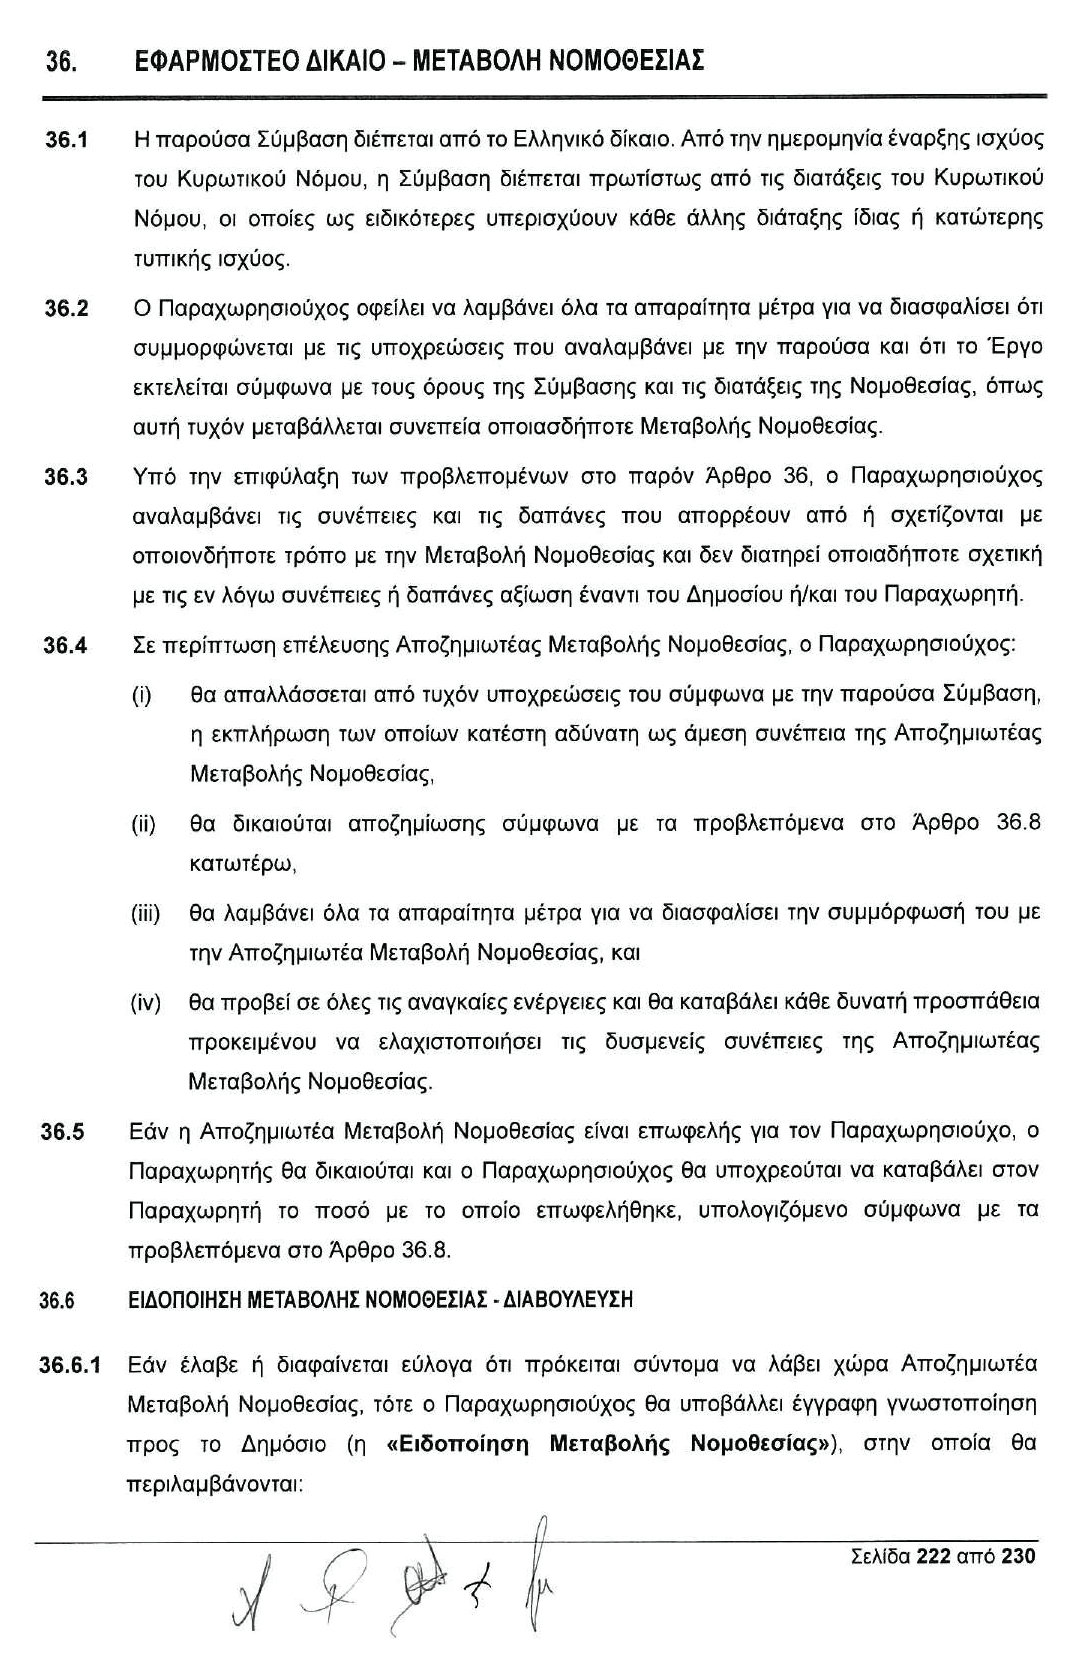 36. ΕΦΑΡΜΟΣΤΕΟ ΔΙΚΑΙΟ – ΜΕΤΑΒΟΛΗ ΝΟΜΟΘΕΣΙΑΣ
36.1 Η παρούσα Σύμβαση διέπεται από το Ελληνικό δίκαιο. Από την ημερομηνία έναρξης ισχύος
του Κυρωτικού Νόμου, η Σύμβαση διέπεται πρωτίστως από τις διατάξεις του Κυρωτικού
Νόμου, οι οποίες ως ειδικότερες υπερισχύουν κάθε άλλης διάταξης ίδιας ή κατώτερης
τυπικής ισχύος.
36.2 Ο Παραχωρησιούχος οφείλει να λαμβάνει όλα τα απαραίτητα μέτρα για να διασφαλίσει ότι
συμμορφώνεται με τις υποχρεώσεις που αναλαμβάνει με την παρούσα και ότι το Έργο
εκτελείται σύμφωνα με τους όρους της Σύμβασης και τις διατάξεις της Νομοθεσίας, όπως
αυτή τυχόν μεταβάλλεται συνεπεία οποιασδήποτε Μεταβολής Νομοθεσίας.
36.3 Υπό την επιφύλαξη των προβλεπομένων στο παρόν Άρθρο 36, ο Παραχωρησιούχος
αναλαμβάνει τις συνέπειες και τις δαπάνες που απορρέουν από ή σχετίζονται με
οποιονδήποτε τρόπο με την Μεταβολή Νομοθεσίας και δεν διατηρεί οποιαδήποτε σχετική
με τις εν λόγω συνέπειες ή δαπάνες αξίωση έναντι του Δημοσίου ή/και του Παραχωρητή.
36.4 Σε περίπτωση επέλευσης Αποζημιωτέας Μεταβολής Νομοθεσίας, ο Παραχωρησιούχος:
(i) θα απαλλάσσεται από τυχόν υποχρεώσεις του σύμφωνα με την παρούσα Σύμβαση,
η εκπλήρωση των οποίων κατέστη αδύνατη ως άμεση συνέπεια της Αποζημιωτέας
Μεταβολής Νομοθεσίας,
(ii) θα δικαιούται αποζημίωσης σύμφωνα με τα προβλεπόμενα στο Άρθρο 36.8
κατωτέρω,
(iii) θα λαμβάνει όλα τα απαραίτητα μέτρα για να διασφαλίσει την συμμόρφωσή του με
την Αποζημιωτέα Μεταβολή Νομοθεσίας, και
(iv) θα προβεί σε όλες τις αναγκαίες ενέργειες και θα καταβάλει κάθε δυνατή προσπάθεια
προκειμένου να ελαχιστοποιήσει τις δυσμενείς συνέπειες της Αποζημιωτέας
Μεταβολής Νομοθεσίας.
36.5 Εάν η Αποζημιωτέα Μεταβολή Νομοθεσίας είναι επωφελής για τον Παραχωρησιούχο, ο
Παραχωρητής θα δικαιούται και ο Παραχωρησιούχος θα υποχρεούται να καταβάλει στον
Παραχωρητή το ποσό με το οποίο επωφελήθηκε, υπολογιζόμενο σύμφωνα με τα
προβλεπόμενα στο Άρθρο 36.8.
36.6 ΕΙΔΟΠΟΙΗΣΗ ΜΕΤΑΒΟΛΗΣ ΝΟΜΟΘΕΣΙΑΣ - ΔΙΑΒΟΥΛΕΥΣΗ
36.6.1 Εάν έλαβε ή διαφαίνεται εύλογα ότι πρόκειται σύντομα να λάβει χώρα Αποζημιωτέα
Μεταβολή Νομοθεσίας, τότε ο Παραχωρησιούχος θα υποβάλλει έγγραφη γνωστοποίηση
προς το Δημόσιο (η «Ειδοποίηση Μεταβολής Νομοθεσίας»), στην οποία θα
περιλαμβάνονται:
Σελίδα 222 από 230